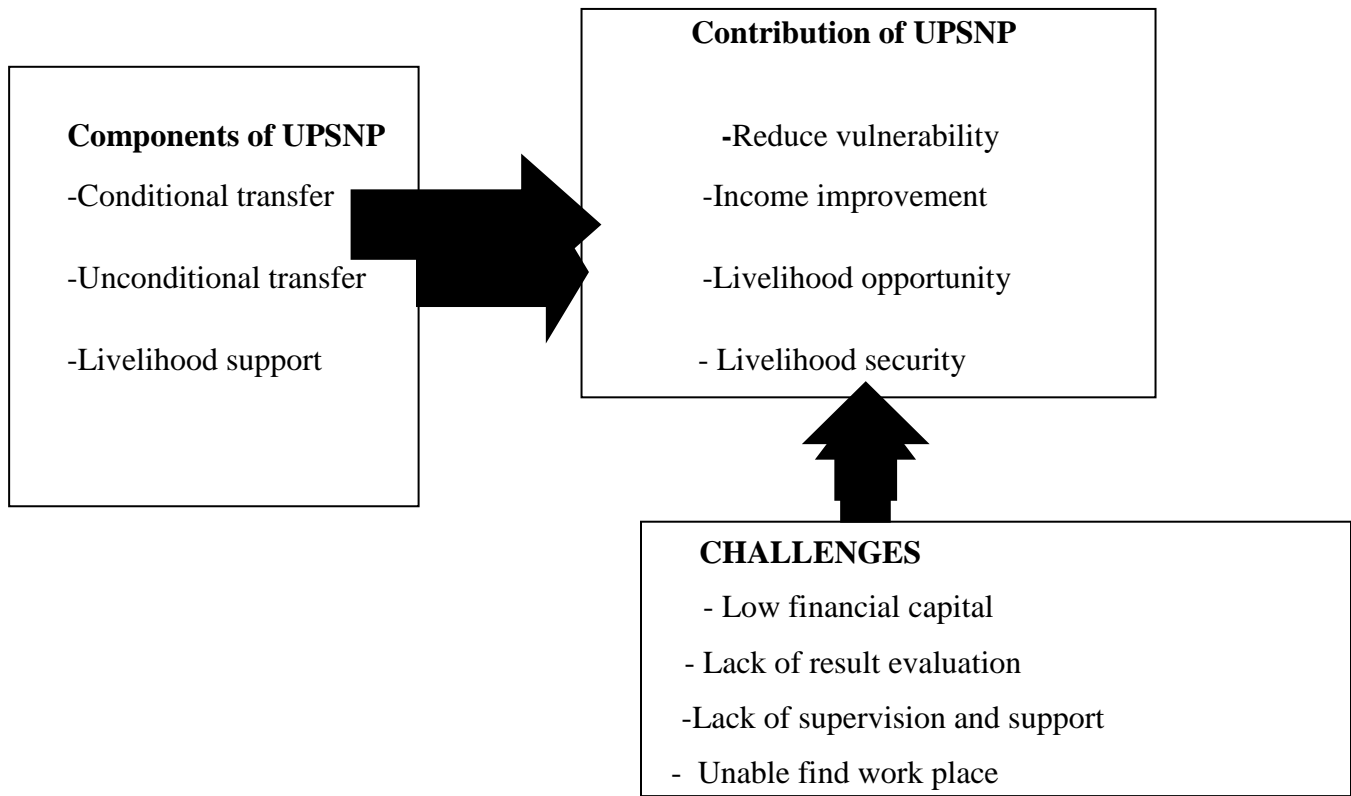 Components of UPSNP
-Conditional transfer
-Unconditional transfer
-Livelihood support
Contribution of UPSNP
-Reduce vulnerability
-Income improvement
-Livelihood opportunity
- Livelihood security
CHALLENGES
- Low financial capital
- Lack of result evaluation
-Lack of supervision and support
- Unable find work place